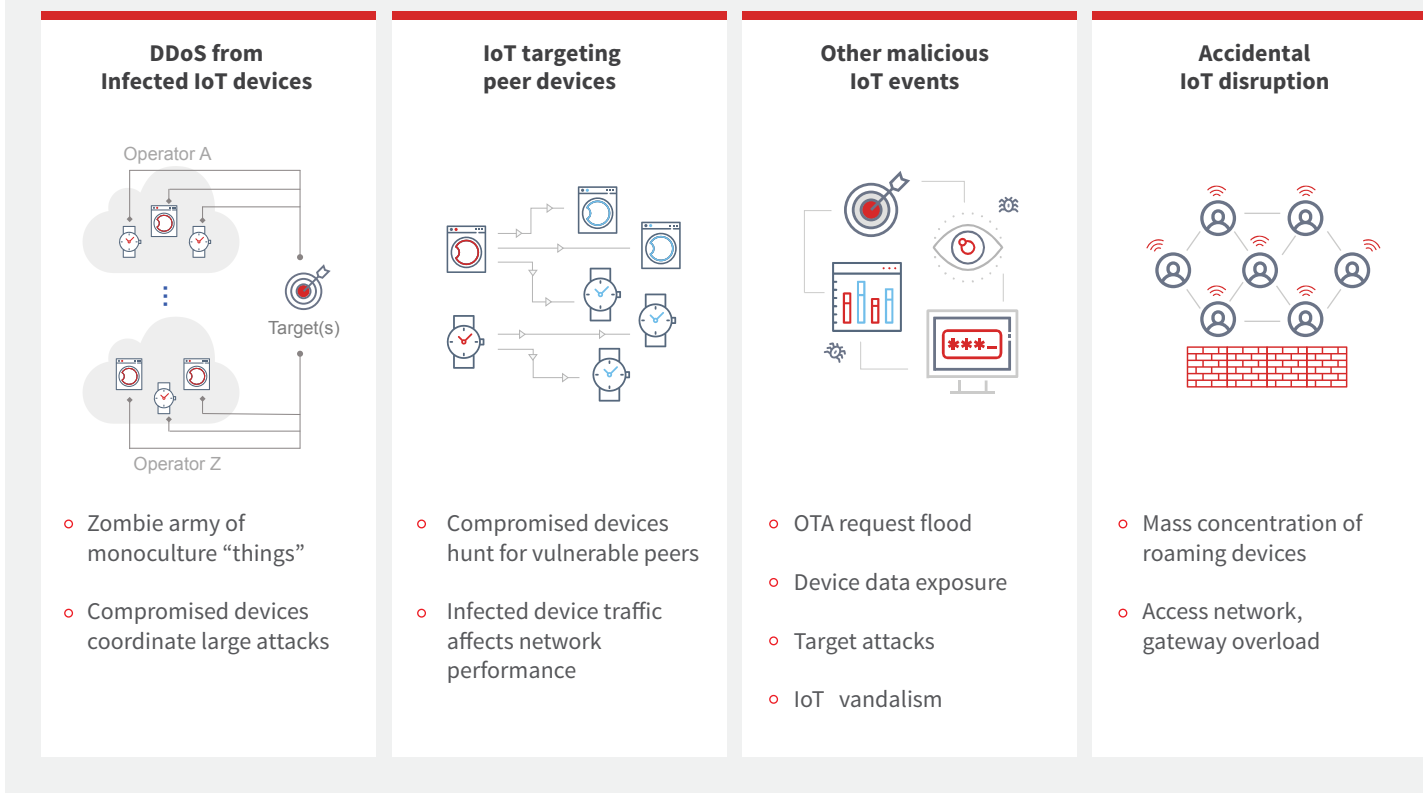 DDoS from
Infected IoT devices
Operator A
Target(s)
Operator Z
Zombie army of
monoculture “things”
Compromised devices
coordinate large attacks
IoT targeting
peer devices
Compromised devices
hunt for vulnerable peers
Infected device traffic
affects network
performance
Other malicious
IoT events
***_
OTA request flood
Device data exposure
Target attacks
IoT vandalism
Accidental
IoT disruption
Mass concentration of
roaming devices
Access network,
gateway overload